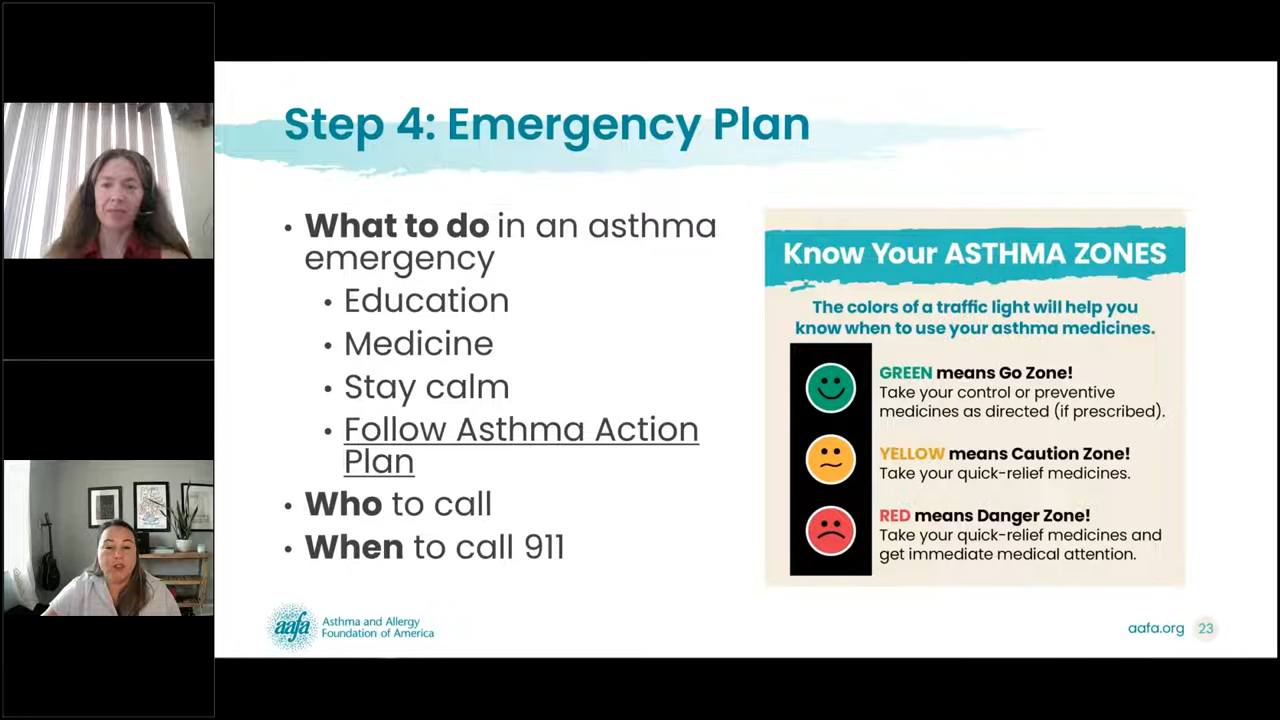 Step 4: Emergency Plan
• What to do in an asthma
emergency
• Education
• Medicine
• Stay calm
• Follow Asthma Action
Plan
• Who to call
• When to call 911
Know Your ASTHMA ZONES
The colors of a traffic light will help you
know when to use your asthma medicines.
GREEN means Go Zone!
Take your control or preventive
medicines as directed (if prescribed).
YELLOW means Caution Zone!
Take your quick-relief medicines.
RED means Danger Zone!
Take your quick-relief medicines and
get immediate medical attention.
aafa
Asthma and Allergy
Foundation of America
aafa.org 23